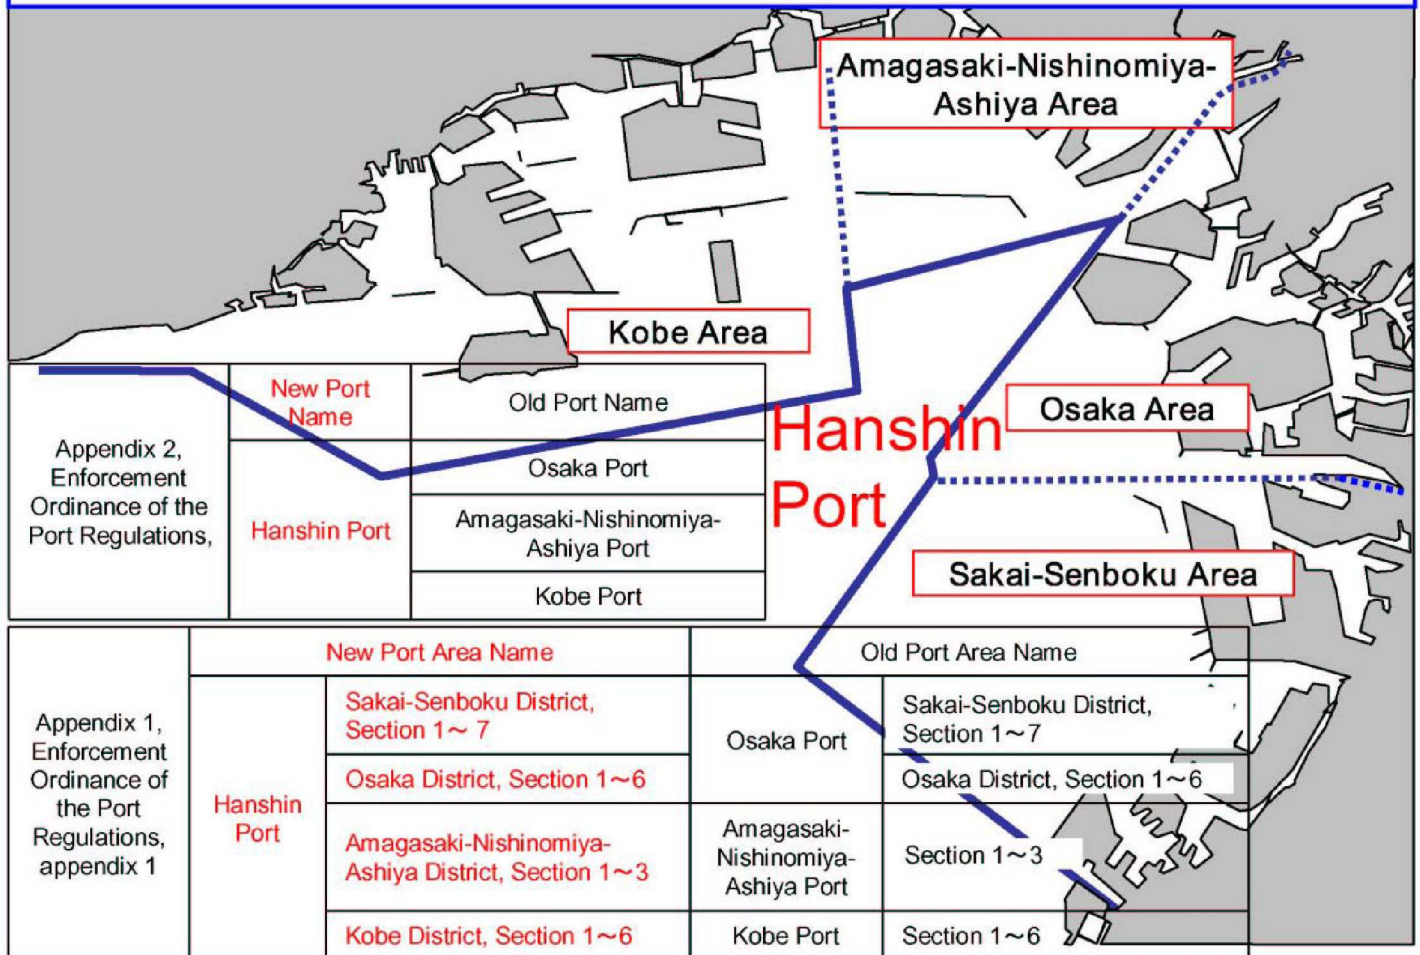 Amagasaki-Nishinomiya-
Ashiya Area
Kobe Area
Osaka Area
Hanshin
Port
Sakai-Senboku Area
Appendix 2,
Enforcement
Ordinance of the
Port Regulations,
New Port
Name
Old Port Name
Hanshin Port
Osaka Port
Amagasaki-Nishinomiya-
Ashiya Port
Kobe Port
Appendix 1,
Enforcement
Ordinance of
the Port
Regulations,
appendix 1
New Port Area Name
Old Port Area Name
Hanshin
Port
Sakai-Senboku District,
Section 1～ 7
Osaka Port
Sakai-Senboku District,
Section 1～7
Osaka District, Section 1～6
Osaka District, Section 1～6
Amagasaki-Nishinomiya-
Ashiya District, Section 1～3
Amagasaki-
Nishinomiya-
Ashiya Port
Section 1～3
Kobe District, Section 1～6
Kobe Port
Section 1～6